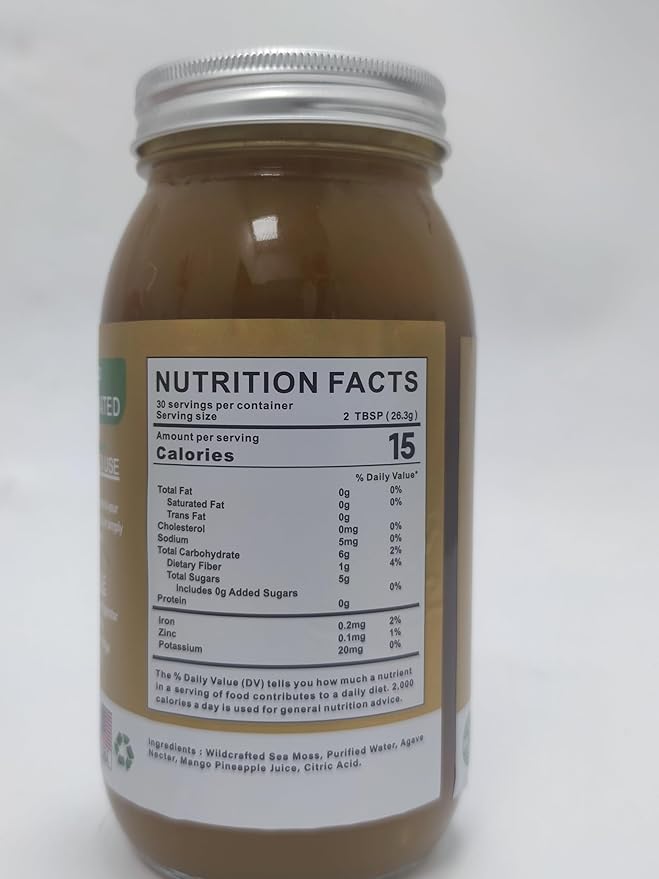 NUTRITION FACTS
30 servings per container
Serving size 2 TBSP (26.3g)
Amount per serving
Calories 15
% Daily Value*
Total Fat 0g 0%
Saturated Fat 0g 0%
Trans Fat 0g
Cholesterol 0mg 0%
Sodium 5mg 0%
Total Carbohydrate 6g 2%
Dietary Fiber 1g 4%
Total Sugars 5g
Includes 0g Added Sugars 0%
Protein 0g
Iron 0.2mg 2%
Zinc 0.1mg 1%
Potassium 20mg 0%
The % Daily Value (DV) tells you how much a nutrient
in a serving of food contributes to a daily diet. 2,000
calories a day is used for general nutrition advice.
Ingredients : Wildcrafted Sea Moss, Purified Water, Agave
Nectar, Mango Pineapple Juice, Citric Acid.
USE